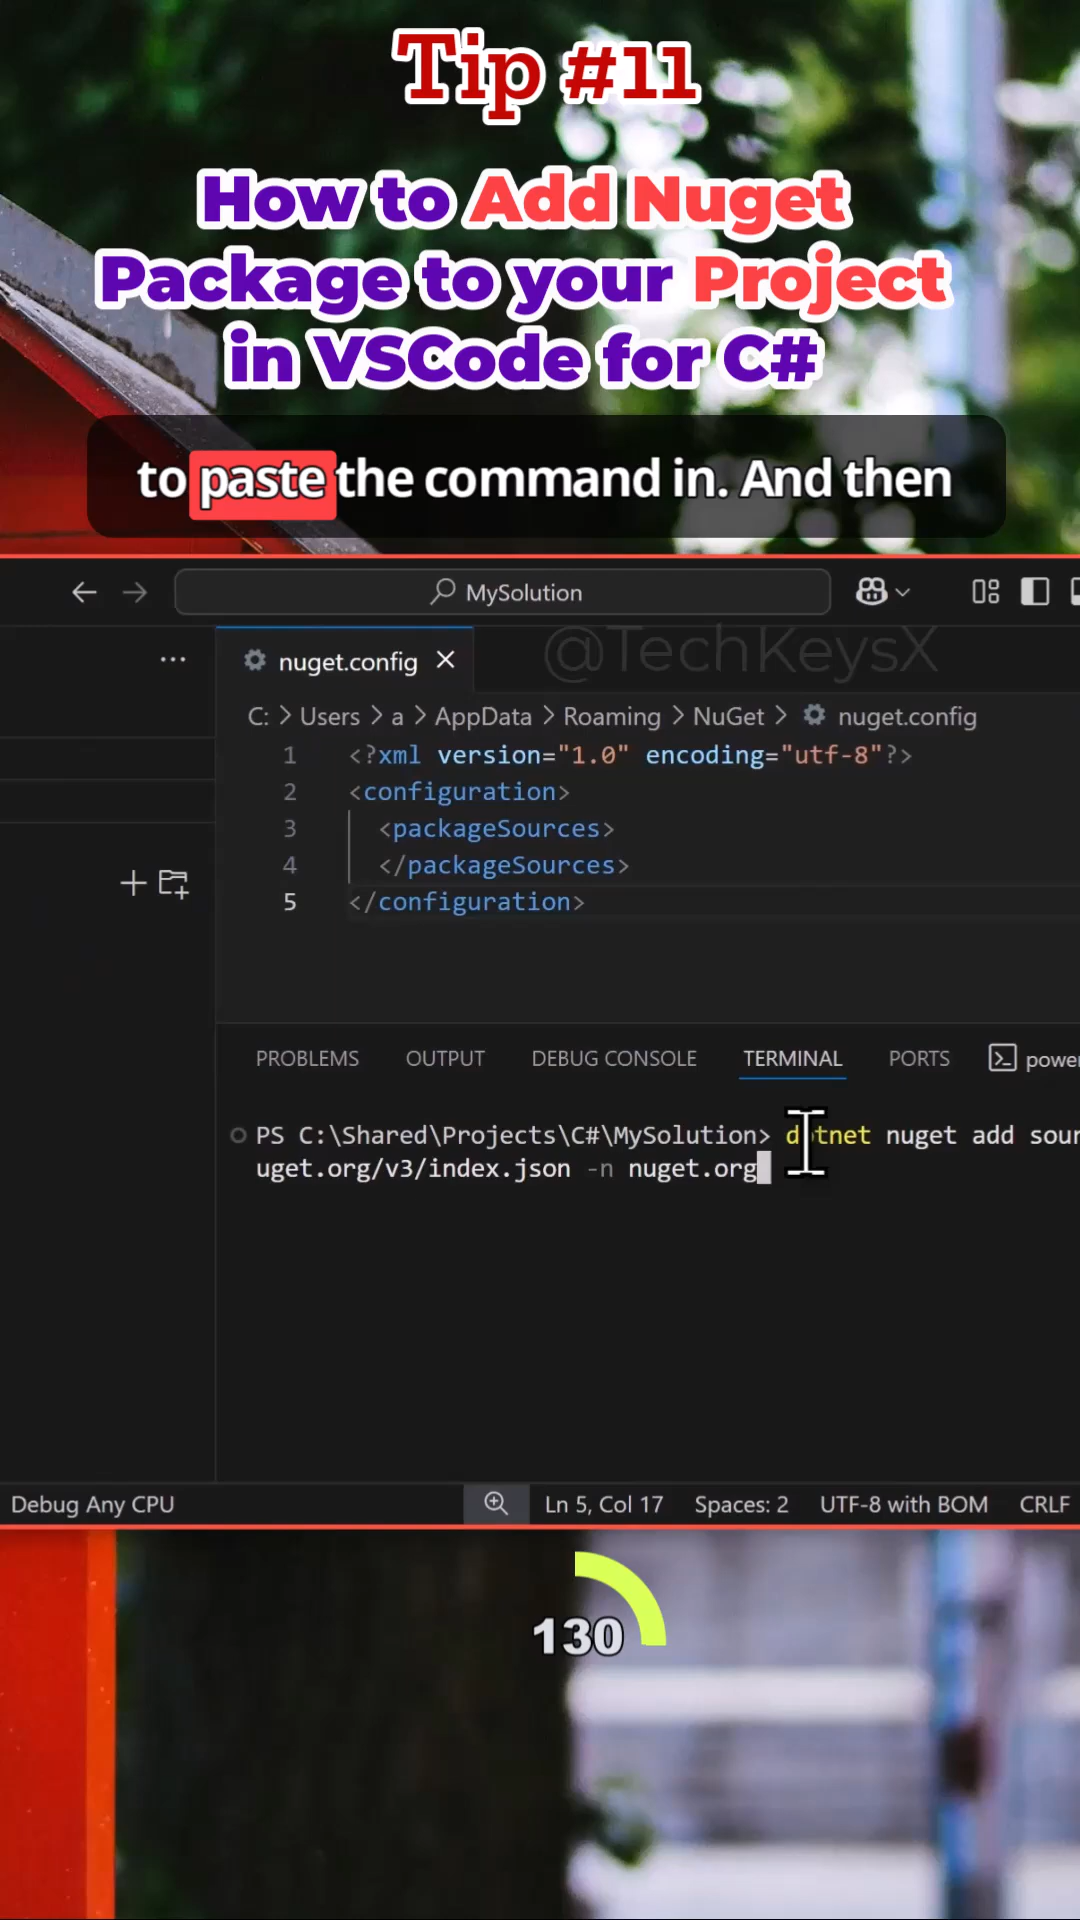 Tip #11
How to Add Nuget
Package to your Project
in VSCode for C#
to paste the command in. And then
MySolution
nuget.config
@TechKeysX
C: > Users > a > AppData > Roaming > NuGet > nuget.config
1 <?xml version="1.0" encoding="utf-8"?>
2 <configuration>
3 <packageSources>
4 </packageSources>
5 </configuration>
PROBLEMS OUTPUT DEBUG CONSOLE TERMINAL PORTS power
PS C:\Shared\Projects\C#\MySolution> dotnet nuget add sour
uget.org/v3/index.json -n nuget.org
Debug Any CPU Ln 5, Col 17 Spaces: 2 UTF-8 with BOM CRLF
130